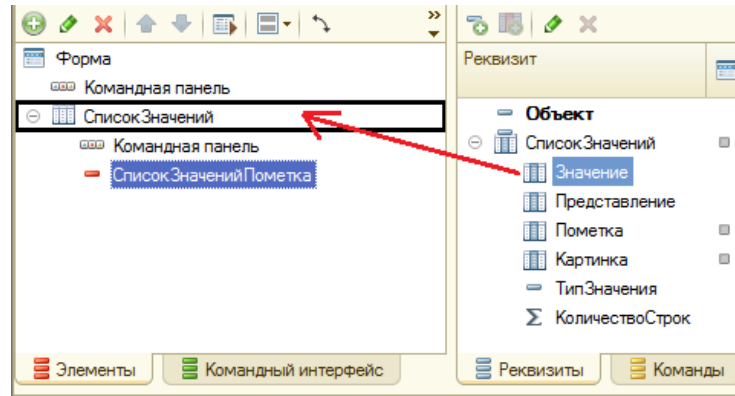 Форма
Командная панель
СписокЗначений
Командная панель
СписокЗначенийПометка
Элементы
Командный интерфейс
Реквизит
Объект
СписокЗначений
Значение
Представление
Пометка
Картинка
ТипЗначения
Σ КоличествоСтрок
Реквизиты
Команды